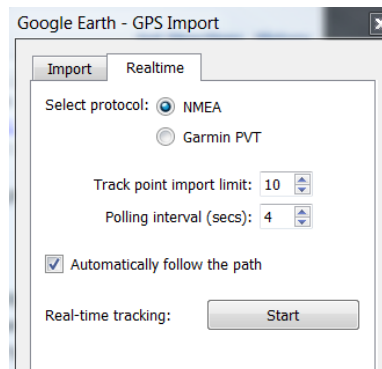 Google Earth - GPS Import
Import Realtime
Select protocol: NMEA
Garmin PVT
Track point import limit: 10
Polling interval (secs): 4
Automatically follow the path
Real-time tracking: Start